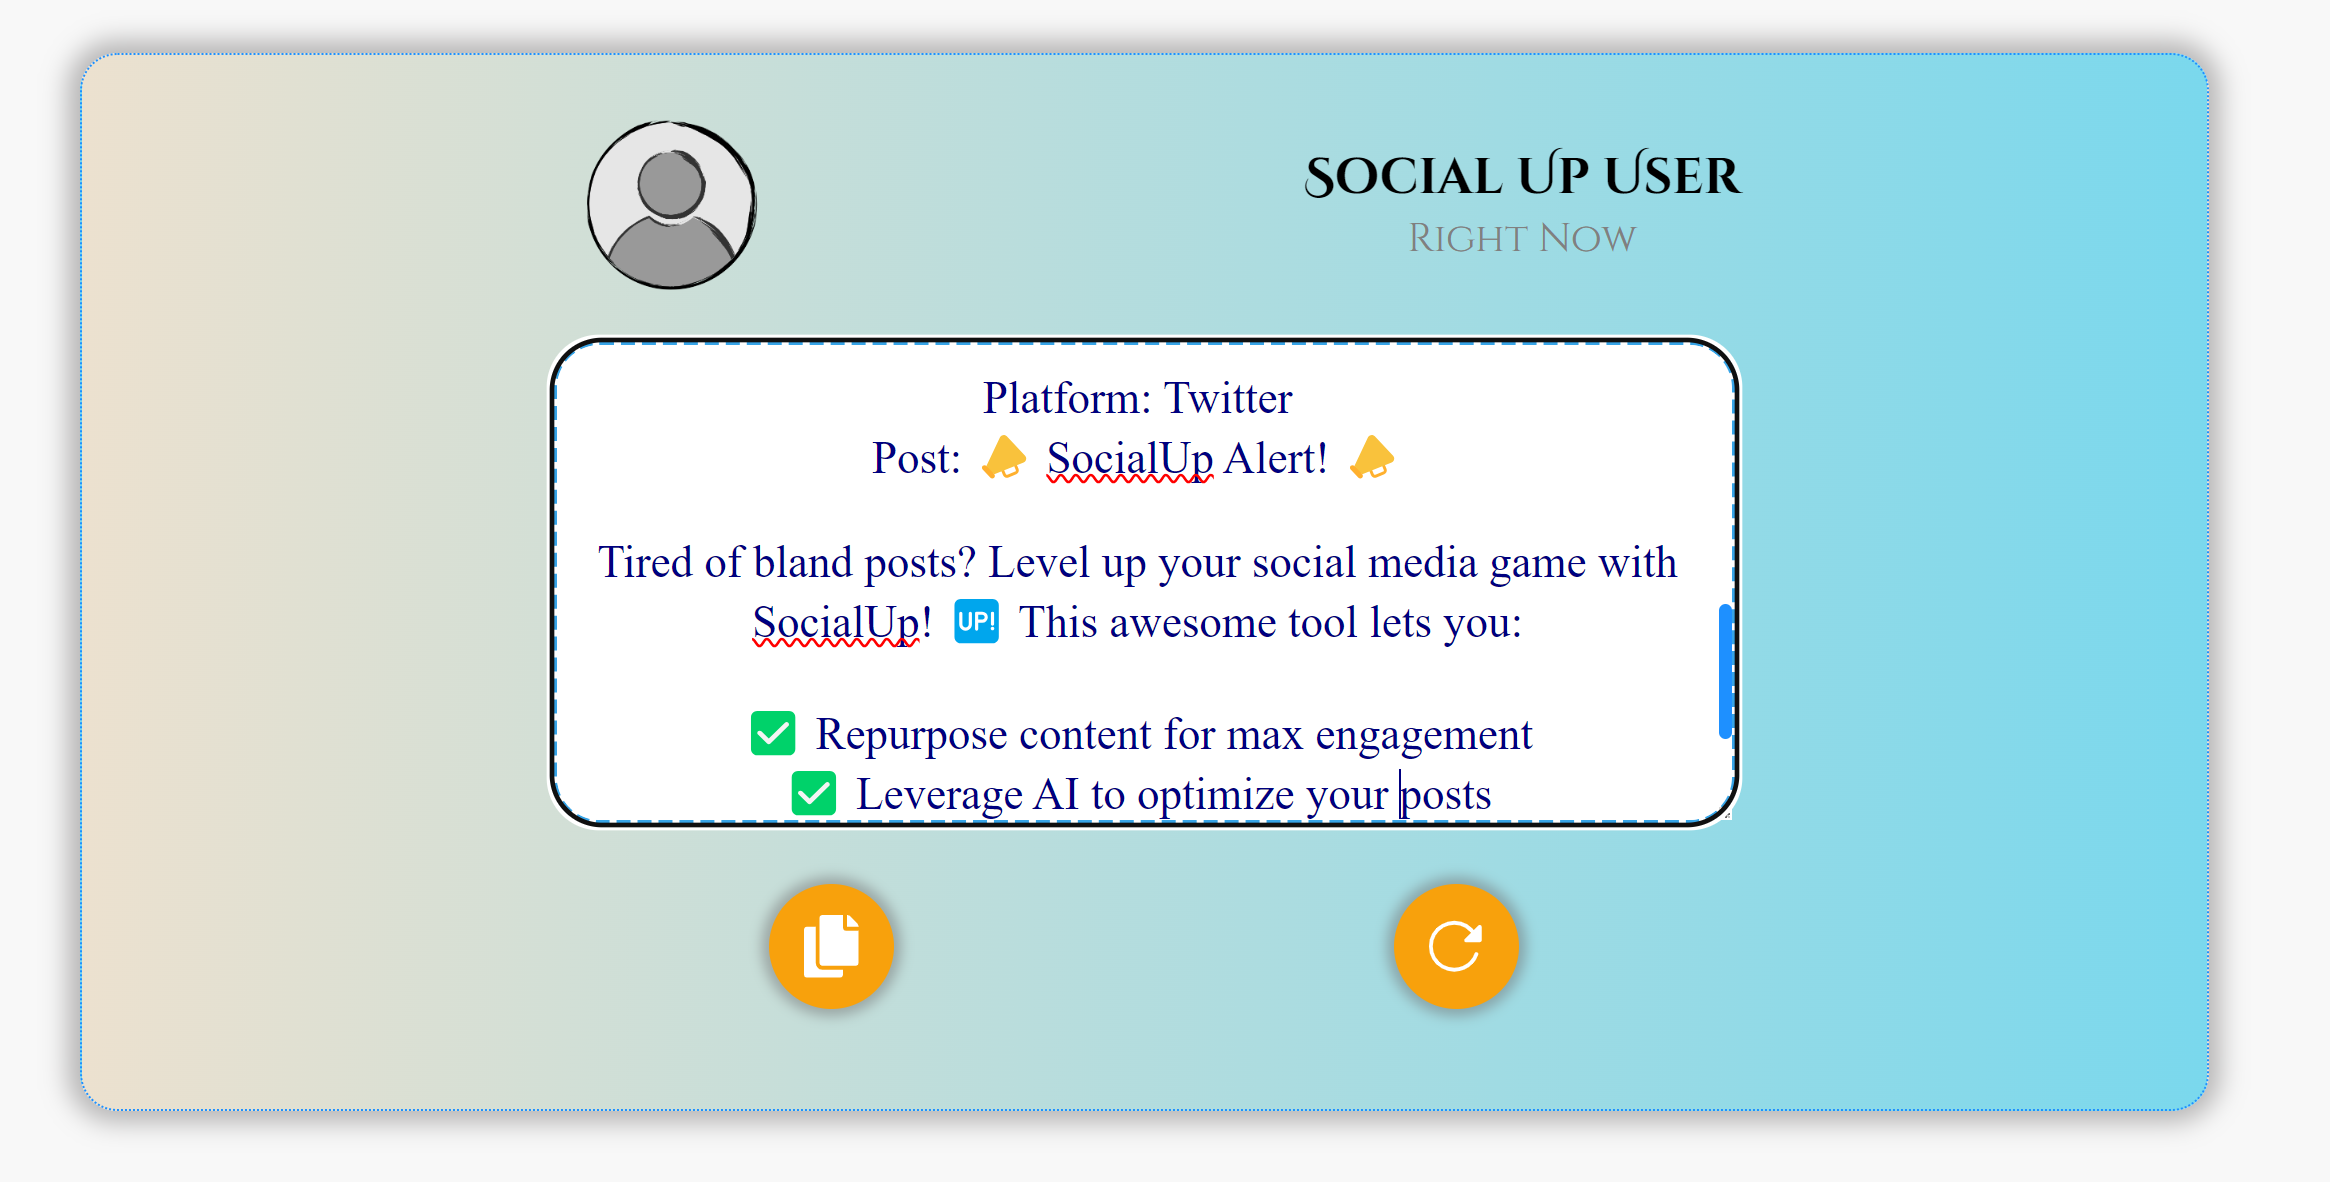 Social Up User
Right Now
Platform: Twitter
Post: 📣 SocialUp Alert! 📣
Tired of bland posts? Level up your social media game with
SocialUp! 🆙 This awesome tool lets you:
✅ Repurpose content for max engagement
✅ Leverage AI to optimize your posts